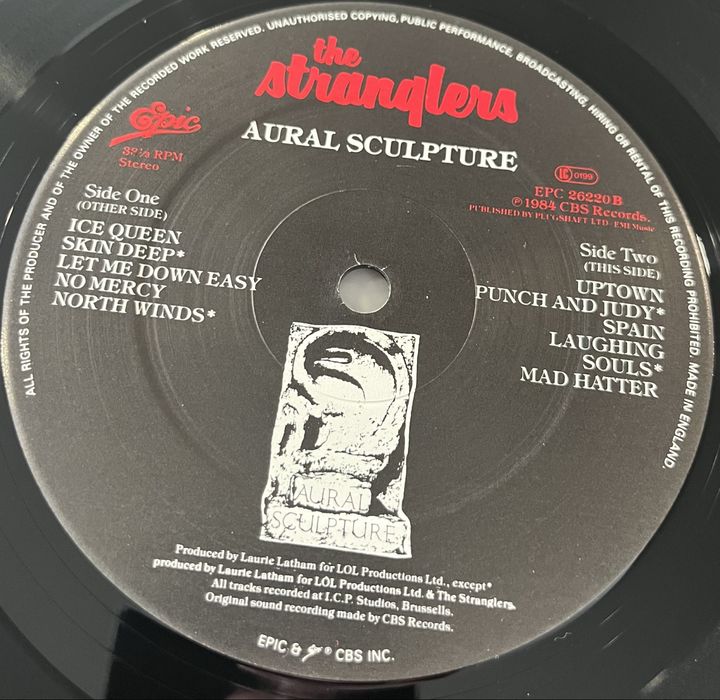 ALL RIGHTS OF THE PRODUCER AND OF THE OWNER OF THE RECORDED WORK RESERVED. UNAUTHORISED COPYING, PUBLIC PERFORMANCE, BROADCASTING, HIRING OR RENTAL OF THIS RECORDING PROHIBITED. MADE IN ENGLAND.
the
stranglers
Epic
AURAL SCULPTURE
33⅓ RPM
Stereo
LC 0199
EPC 26220B
℗ 1984 CBS Records.
PUBLISHED BY PLUGSHAFT LTD-EMI Music
Side One
(OTHER SIDE)
ICE QUEEN
SKIN DEEP*
LET ME DOWN EASY
NO MERCY
NORTH WINDS*
Side Two
(THIS SIDE)
UPTOWN
PUNCH AND JUDY*
SPAIN
LAUGHING
SOULS*
MAD HATTER
AURAL
SCULPTURE
Produced by Laurie Latham for LOL Productions Ltd., except*
produced by Laurie Latham for LOL Productions Ltd. & The Stranglers.
All tracks recorded at I.C.P. Studios, Brussells.
Original sound recording made by CBS Records.
EPIC & ® CBS INC.